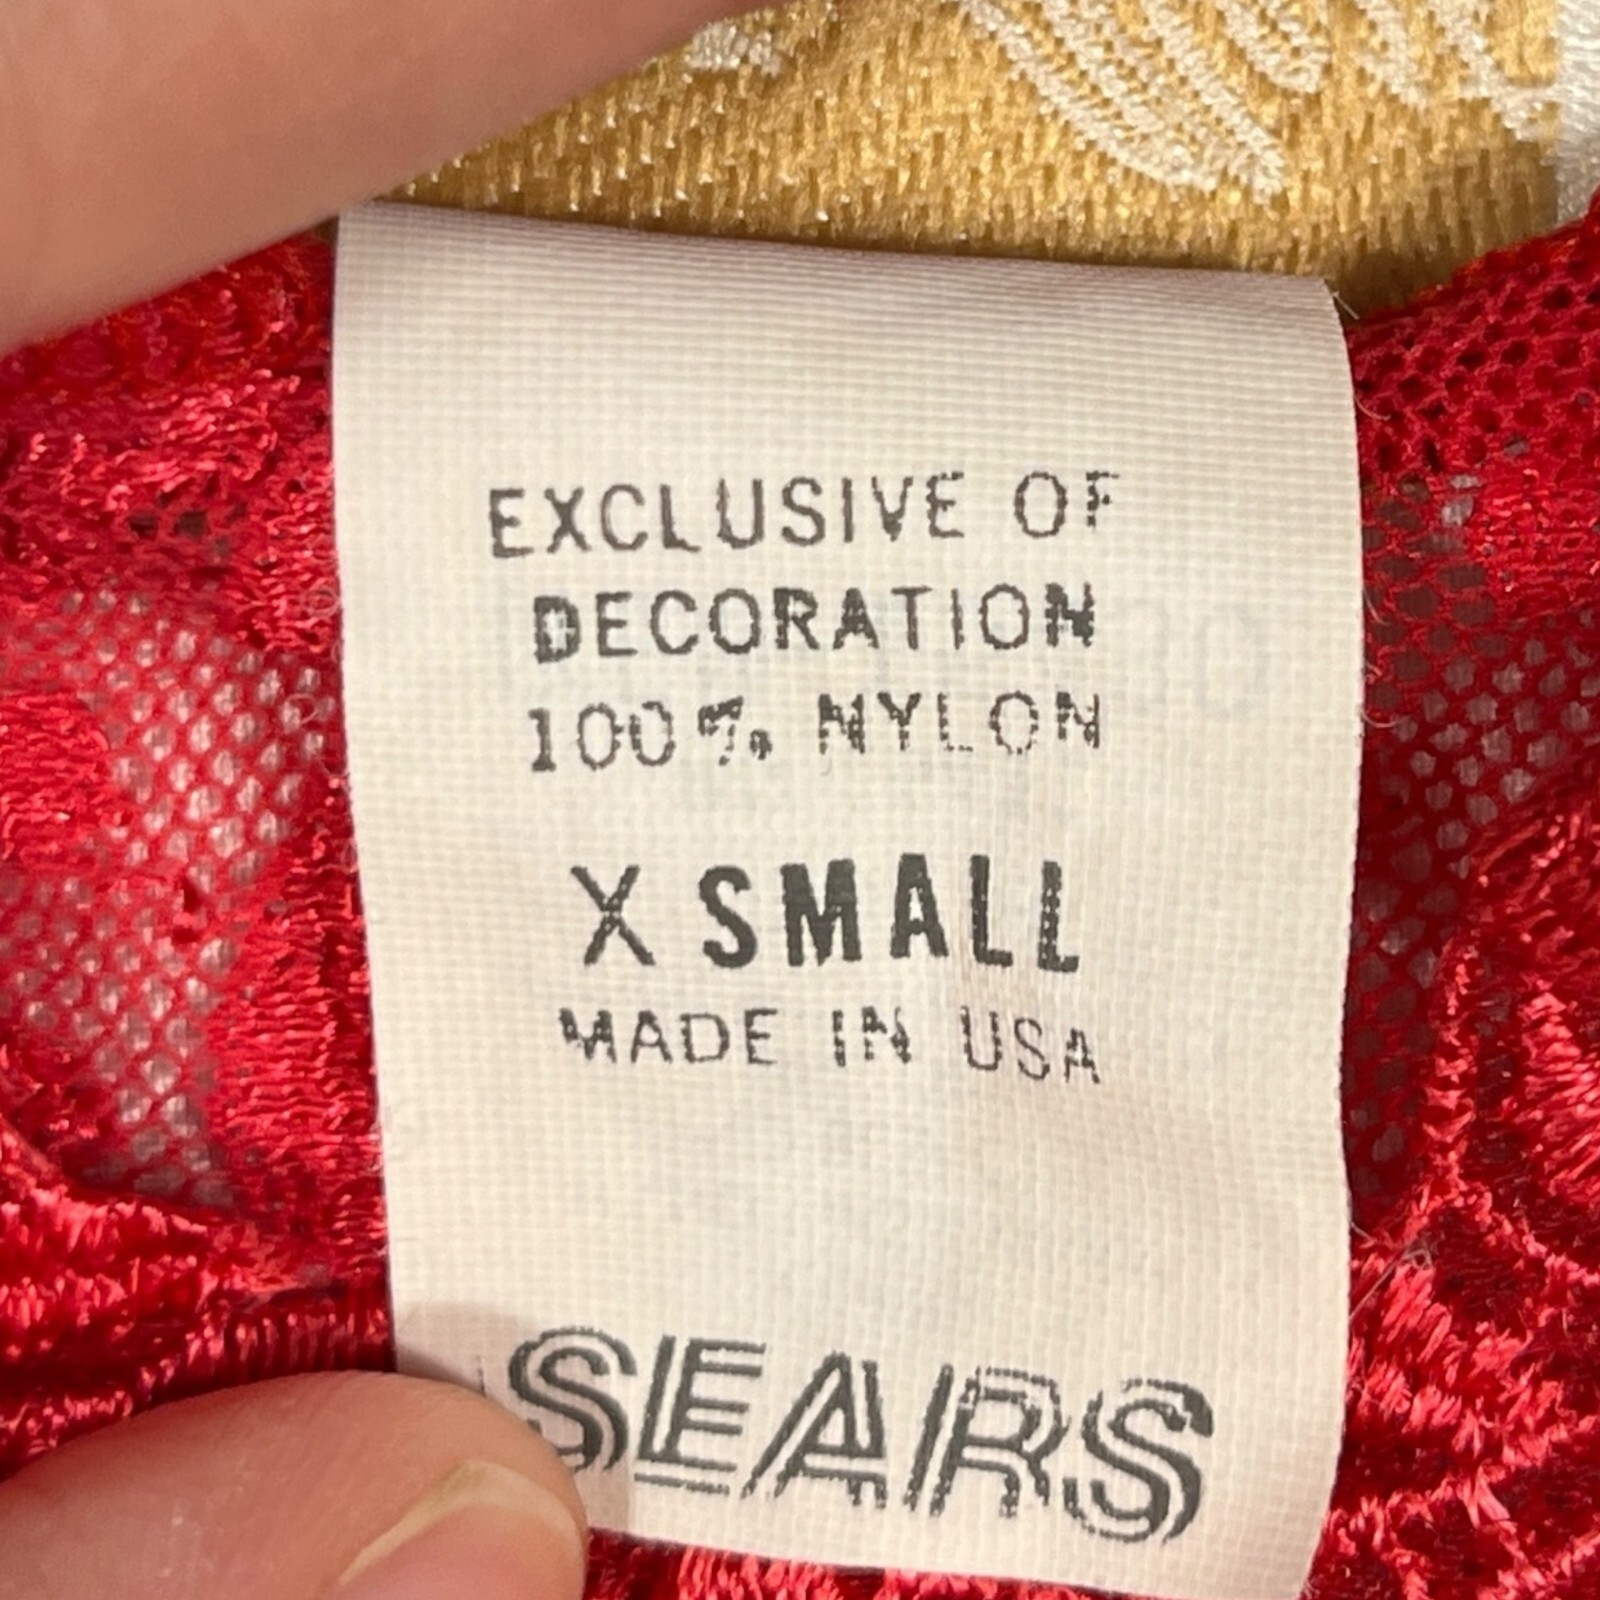 EXCLUSIVE OF
DECORATION
100% NYLON
X SMALL
MADE IN USA
SEARS